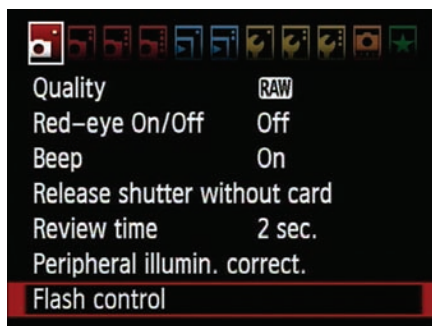 Quality RAW
Red-eye On/Off Off
Beep On
Release shutter without card
Review time 2 sec.
Peripheral illumin. correct.
Flash control